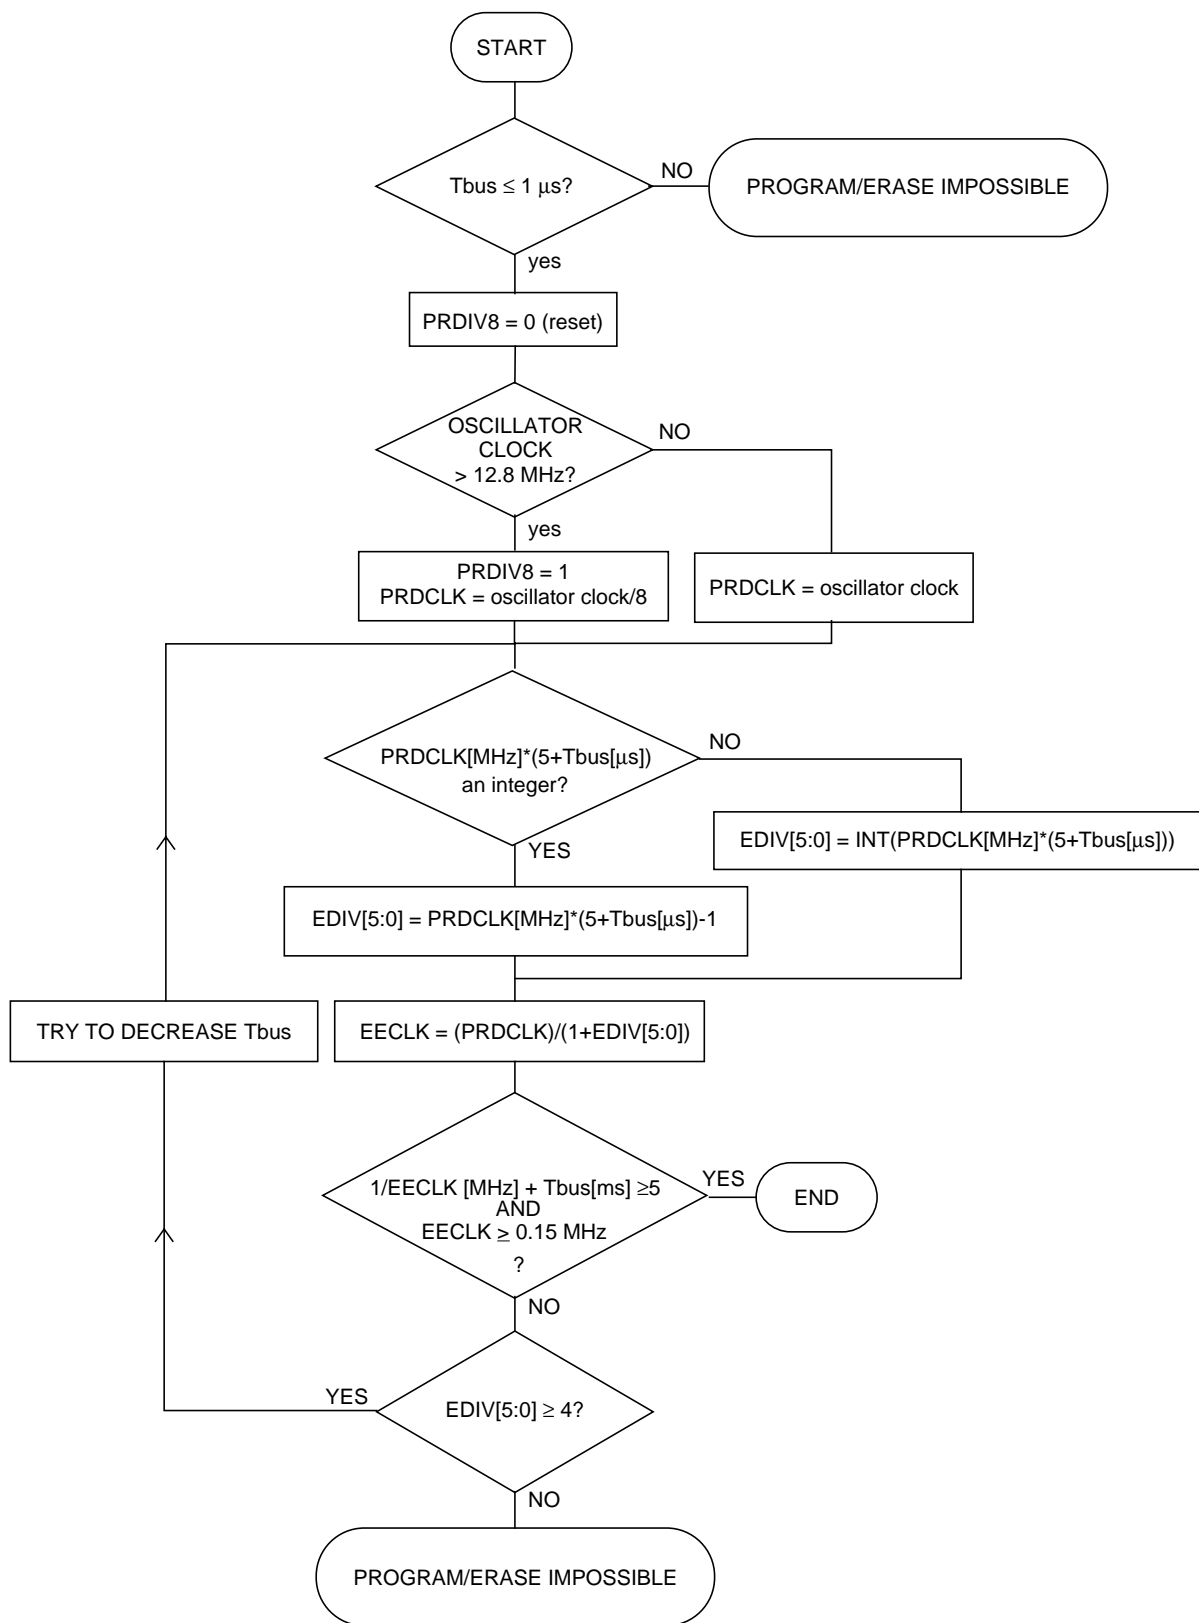 START
Tbus ≤ 1 μs?
NO
PROGRAM/ERASE IMPOSSIBLE
yes
PRDIV8 = 0 (reset)
OSCILLATOR
CLOCK
> 12.8 MHz?
NO
yes
PRDIV8 = 1
PRDCLK = oscillator clock/8
PRDCLK = oscillator clock
PRDCLK[MHz]*(5+Tbus[μs])
an integer?
NO
YES
EDIV[5:0] = INT(PRDCLK[MHz]*(5+Tbus[μs]))
EDIV[5:0] = PRDCLK[MHz]*(5+Tbus[μs])-1
TRY TO DECREASE Tbus
EECLK = (PRDCLK)/(1+EDIV[5:0])
1/EECLK [MHz] + Tbus[ms] ≥5
AND
EECLK ≥ 0.15 MHz
?
YES
END
NO
YES
EDIV[5:0] ≥ 4?
NO
PROGRAM/ERASE IMPOSSIBLE